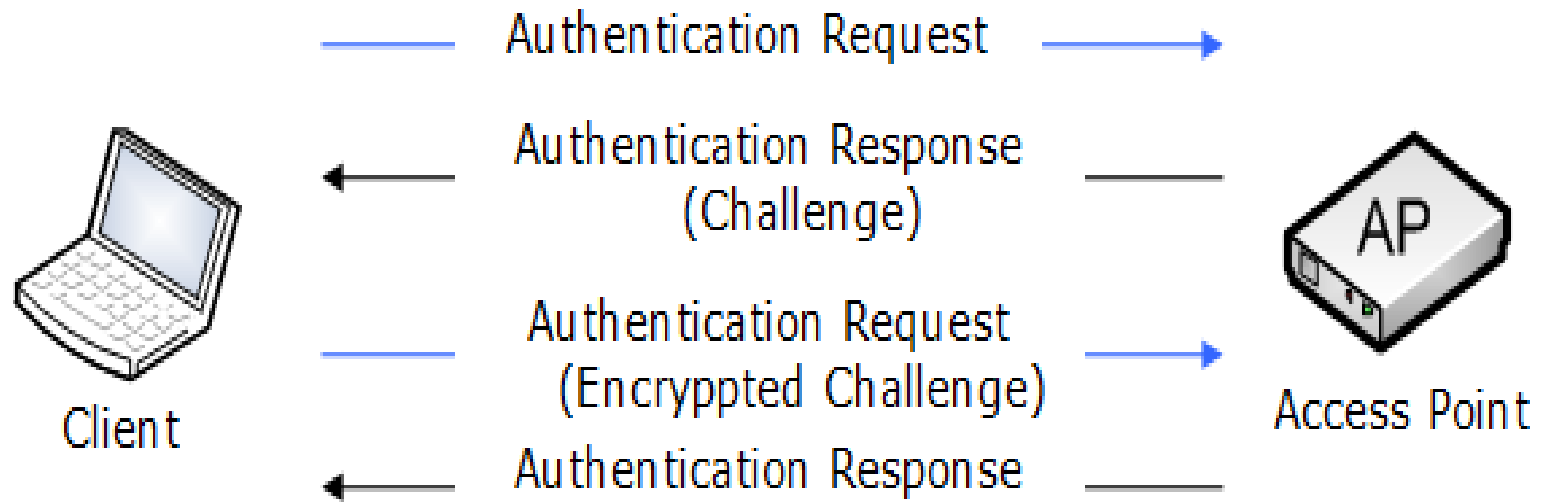 Authentication Request
Authentication Response
(Challenge)
AP
Authentication Request
(Encryppted Challenge)
Client
Access Point
Authentication Response